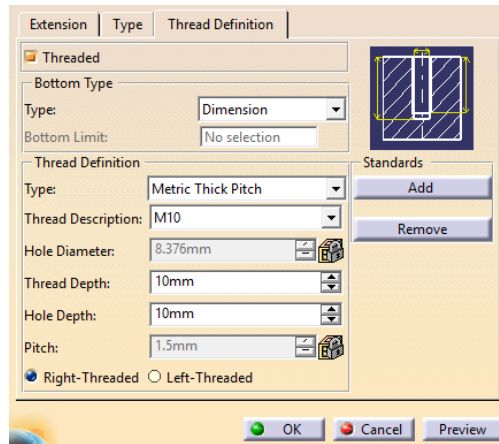 Extension Type Thread Definition
Threaded
Bottom Type
Type: Dimension
Bottom Limit: No selection
Thread Definition
Standards
Type: Metric Thick Pitch
Add
Thread Description: M10
Remove
Hole Diameter: 8.376mm
Thread Depth: 10mm
Hole Depth: 10mm
Pitch: 1.5mm
Right-Threaded Left-Threaded
OK Cancel Preview